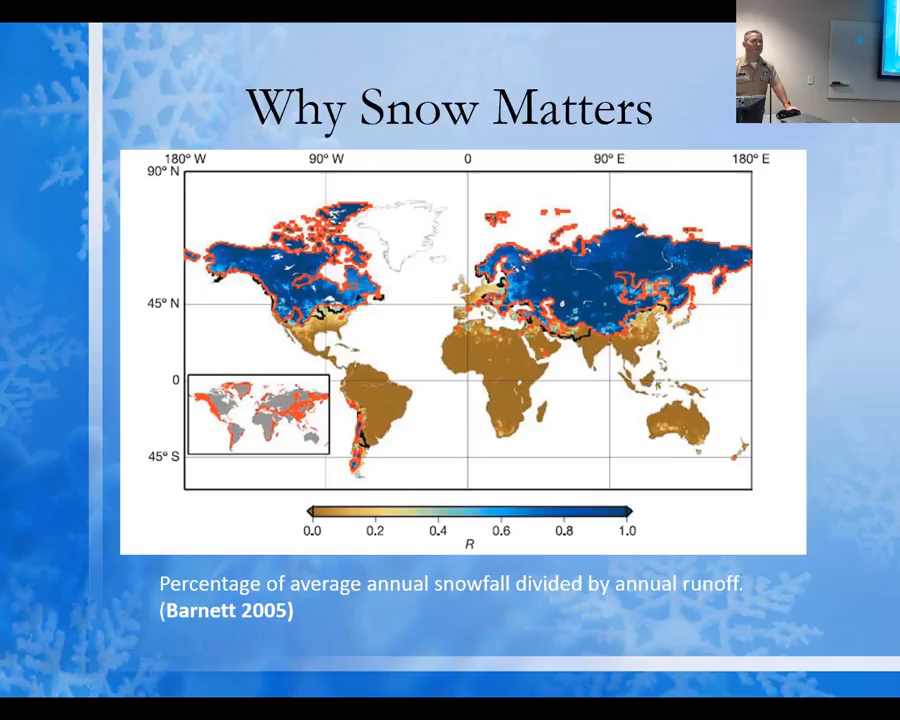 Why Snow Matters
180° W 90° W 0 90° E 180° E
90° N
45° N
0
45° S
0.0 0.2 0.4 0.6 0.8 1.0
R
Percentage of average annual snowfall divided by annual runoff.
(Barnett 2005)